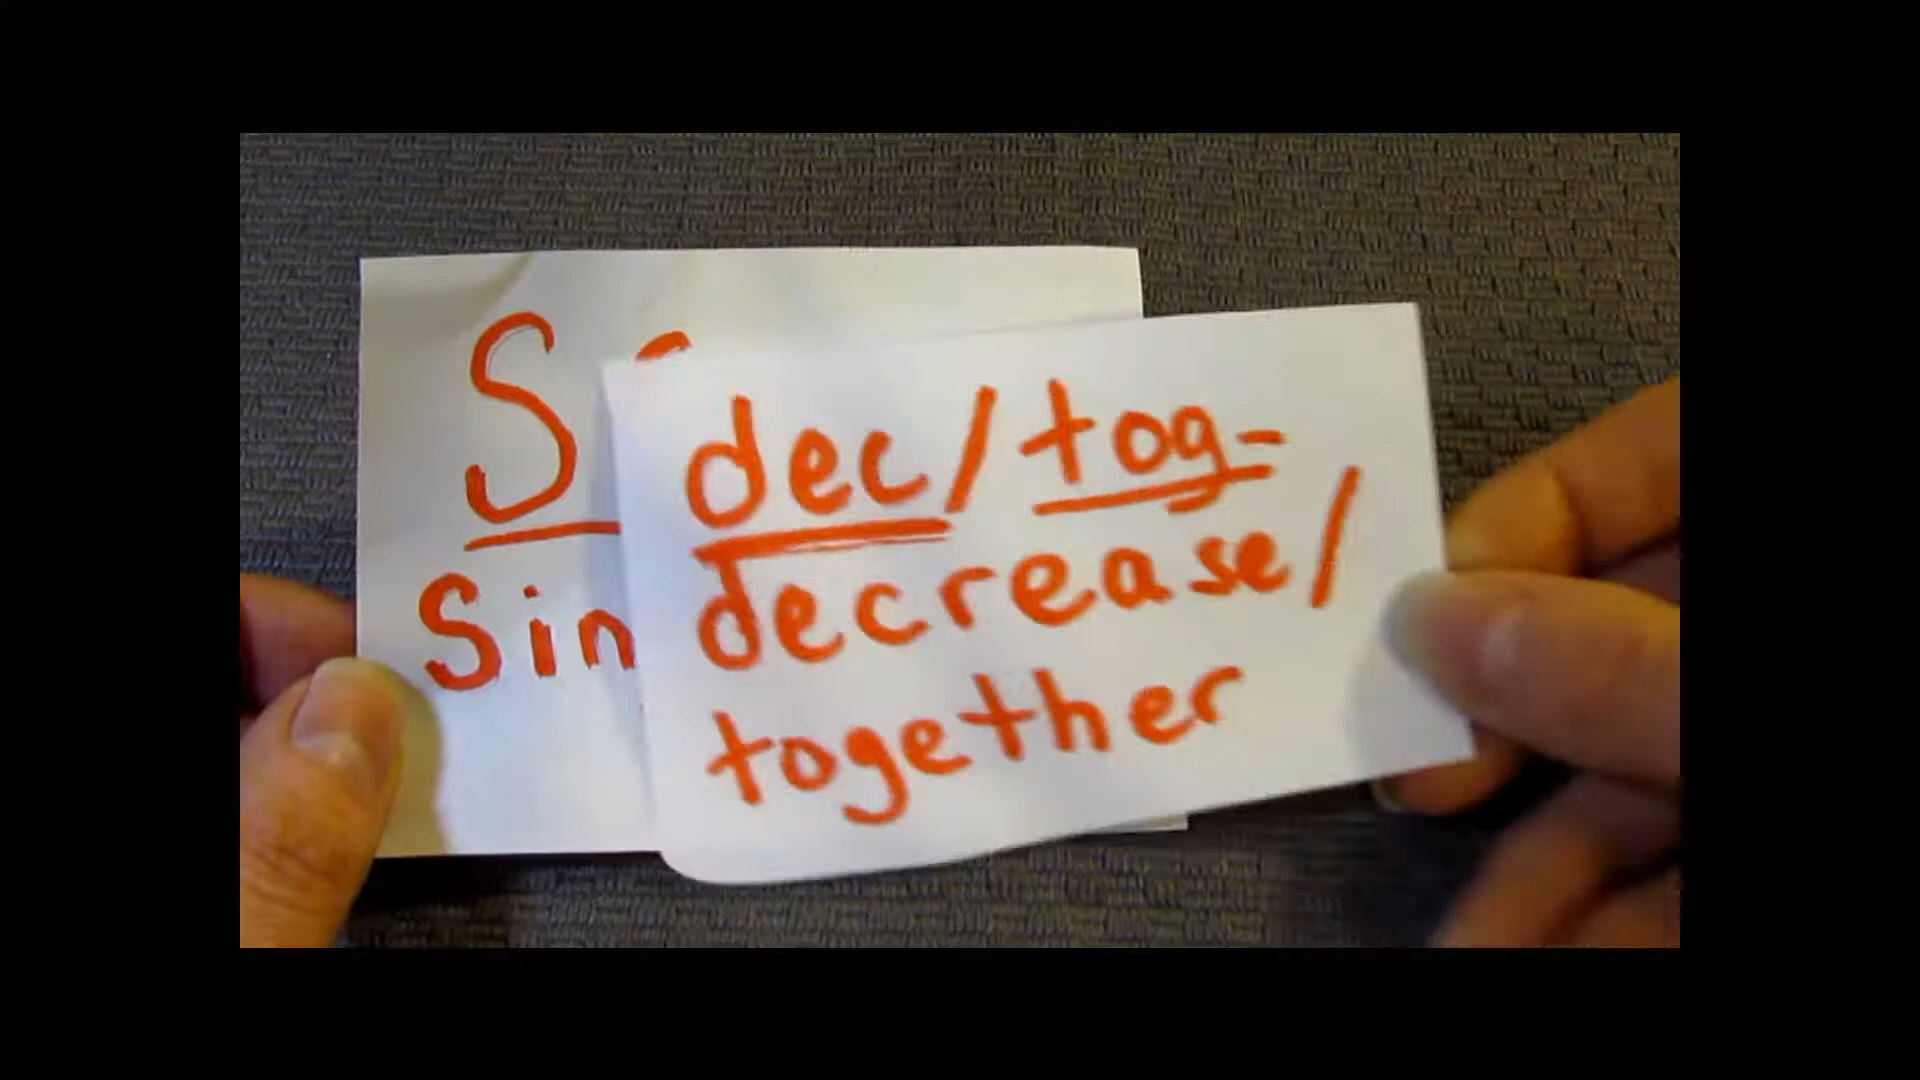 S
Sin
dec/tog-
decrease/
together